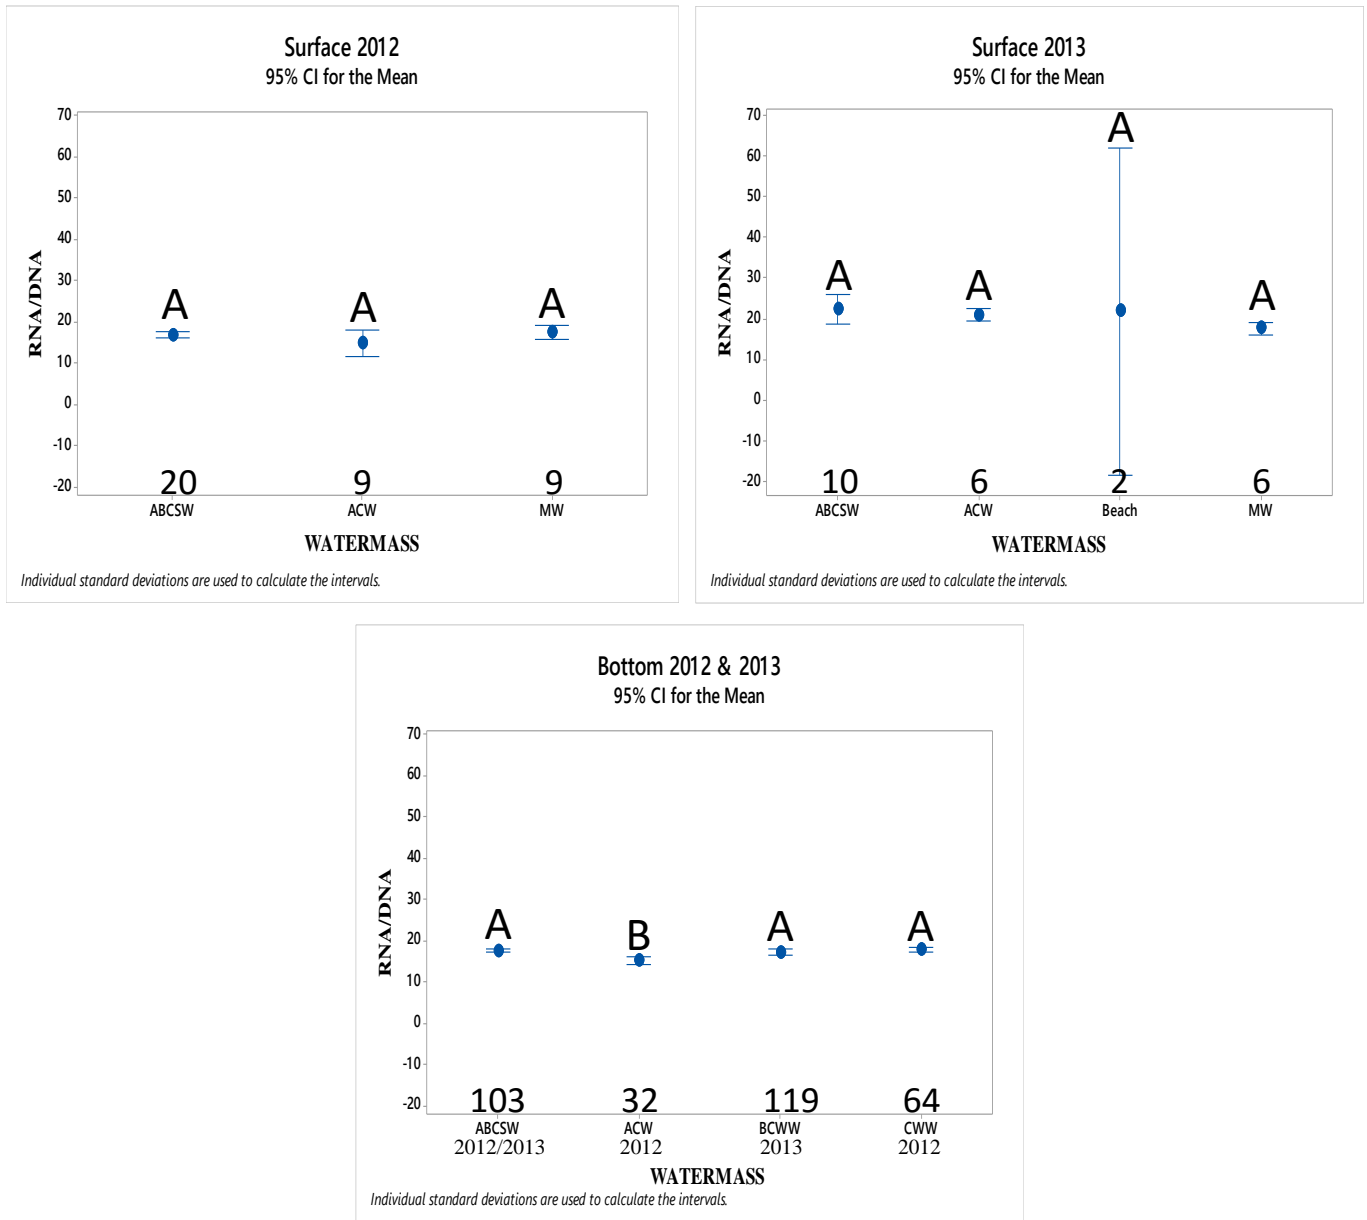 Surface 2012
95% CI for the Mean
70
60
50
40
30
20
10
0
-10
-20
RNA/DNA
A
A
A
20
9
9
ABCSW
ACW
MW
WATERMASS
Individual standard deviations are used to calculate the intervals.
Surface 2013
95% CI for the Mean
70
60
50
40
30
20
10
0
-10
-20
RNA/DNA
A
A
A
A
10
6
2
6
ABCSW
ACW
Beach
MW
WATERMASS
Individual standard deviations are used to calculate the intervals.
Bottom 2012 & 2013
95% CI for the Mean
70
60
50
40
30
20
10
0
-10
-20
RNA/DNA
A
B
A
A
103
32
119
64
ABCSW
ACW
BCWW
CWW
2012/2013
2012
2013
2012
WATERMASS
Individual standard deviations are used to calculate the intervals.